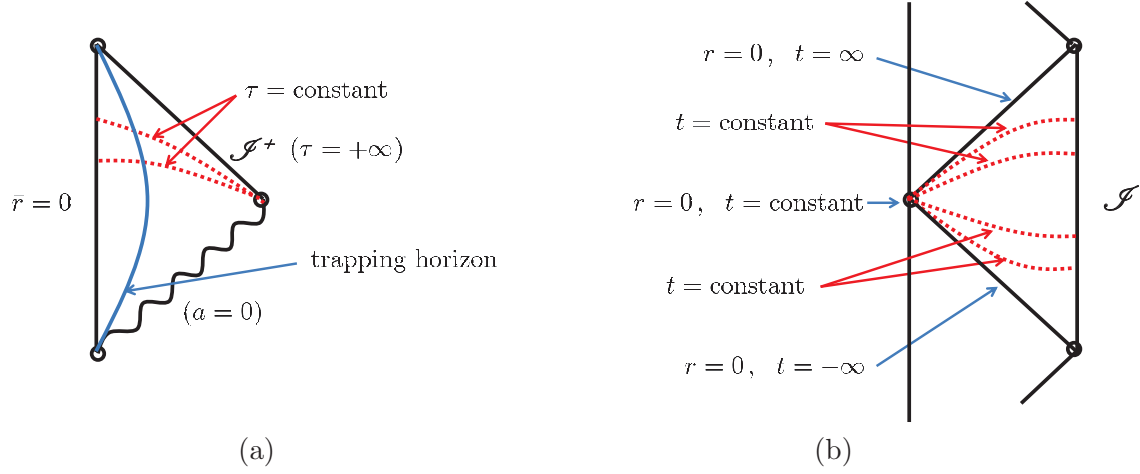 τ = constant
𝓘⁺ (τ = +∞)
r̄ = 0
trapping horizon
(a = 0)
(a)
r = 0, t = ∞
t = constant
r = 0, t = constant
𝓘
t = constant
r = 0, t = −∞
(b)